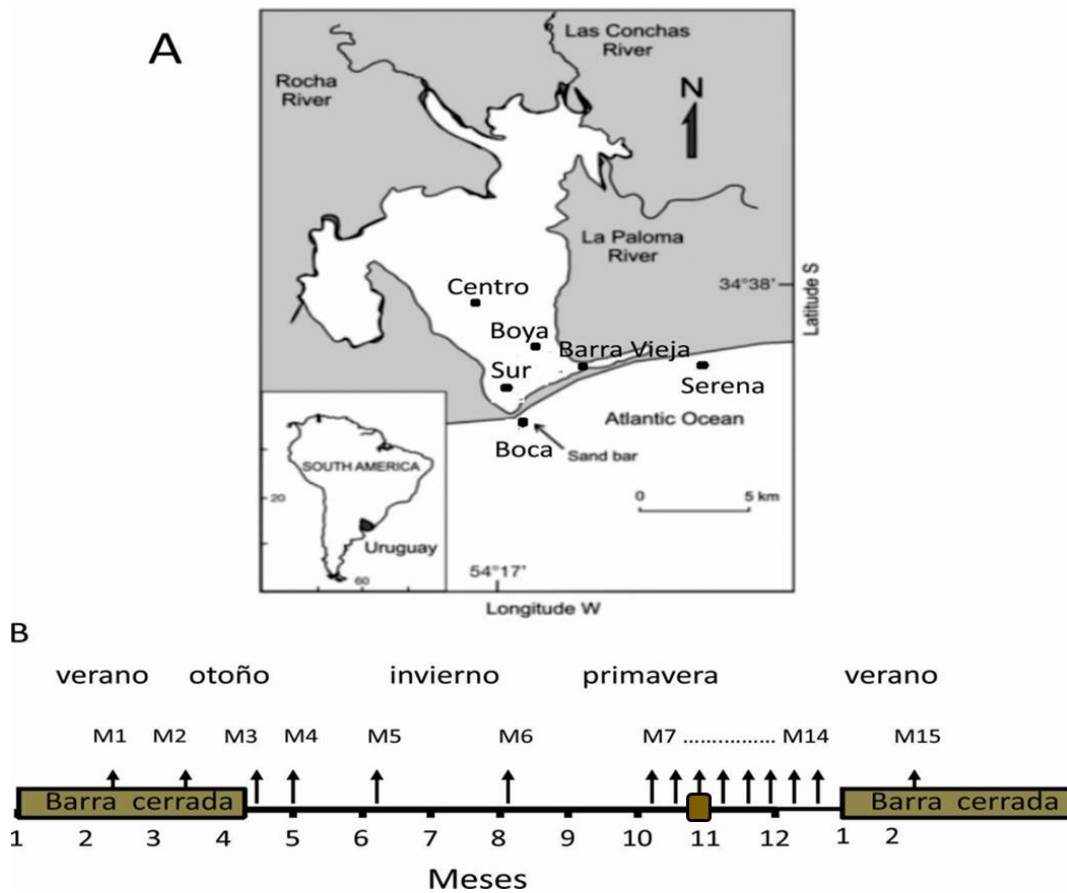 A
Las Conchas
River
Rocha
River
N
La Paloma
River
34°38'
Latitude S
Centro
Boya
Barra Vieja
Sur
Serena
Atlantic Ocean
Boca
Sand bar
SOUTH AMERICA
20
Uruguay
60
0 5 km
54°17'
Longitude W
B
verano otoño invierno primavera verano
M1 M2 M3 M4 M5 M6 M7 ............... M14 M15
Barra cerrada Barra cerrada
1 2 3 4 5 6 7 8 9 10 11 12 1 2
Meses